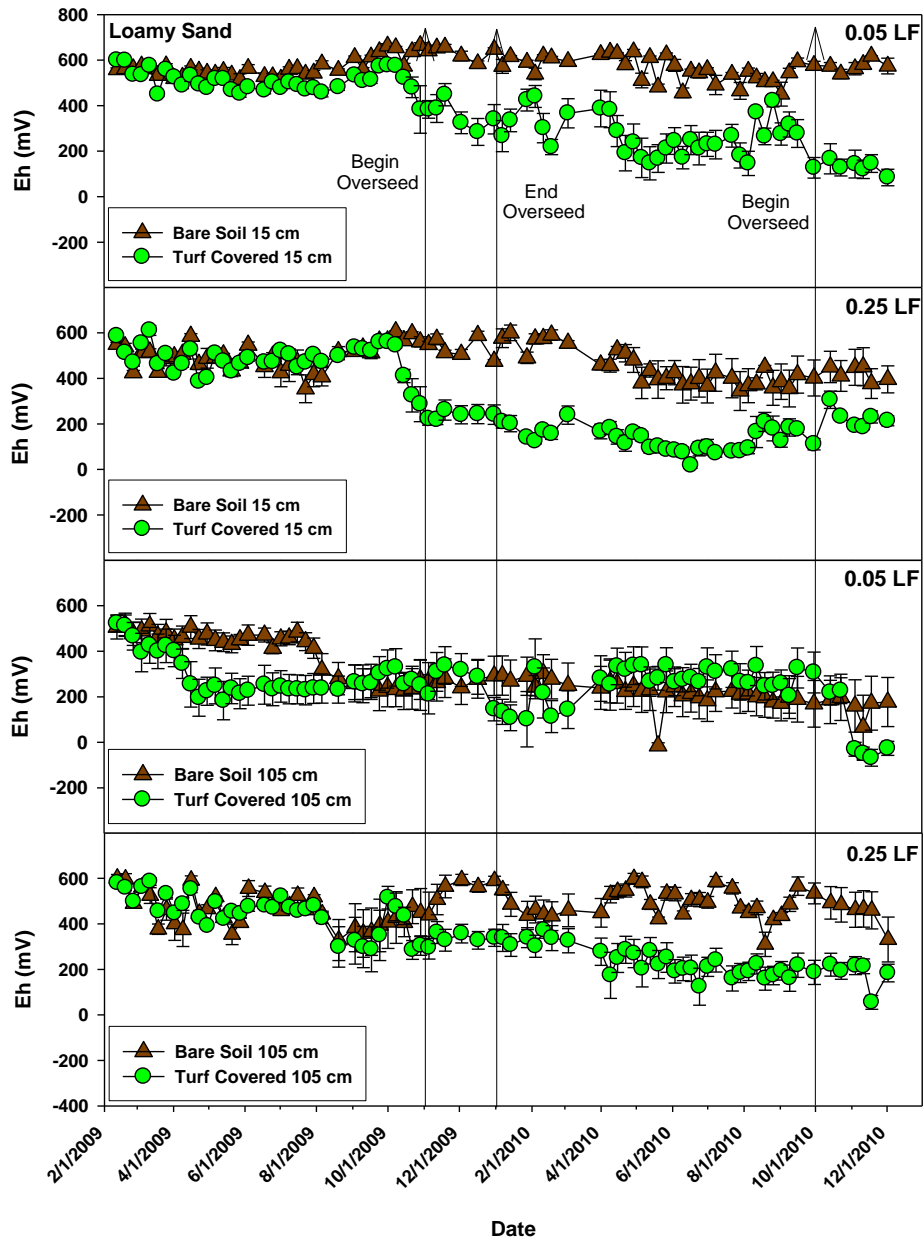 Loamy Sand
0.05 LF
800
600
400
200
0
-200
Eh (mV)
Begin
Overseed
End
Overseed
Begin
Overseed
Bare Soil 15 cm
Turf Covered 15 cm
0.25 LF
600
400
200
0
-200
Eh (mV)
Bare Soil 15 cm
Turf Covered 15 cm
0.05 LF
600
400
200
0
-200
Eh (mV)
Bare Soil 105 cm
Turf Covered 105 cm
0.25 LF
600
400
200
0
-200
-400
Eh (mV)
Bare Soil 105 cm
Turf Covered 105 cm
2/1/2009
4/1/2009
6/1/2009
8/1/2009
10/1/2009
12/1/2009
2/1/2010
4/1/2010
6/1/2010
8/1/2010
10/1/2010
12/1/2010
Date